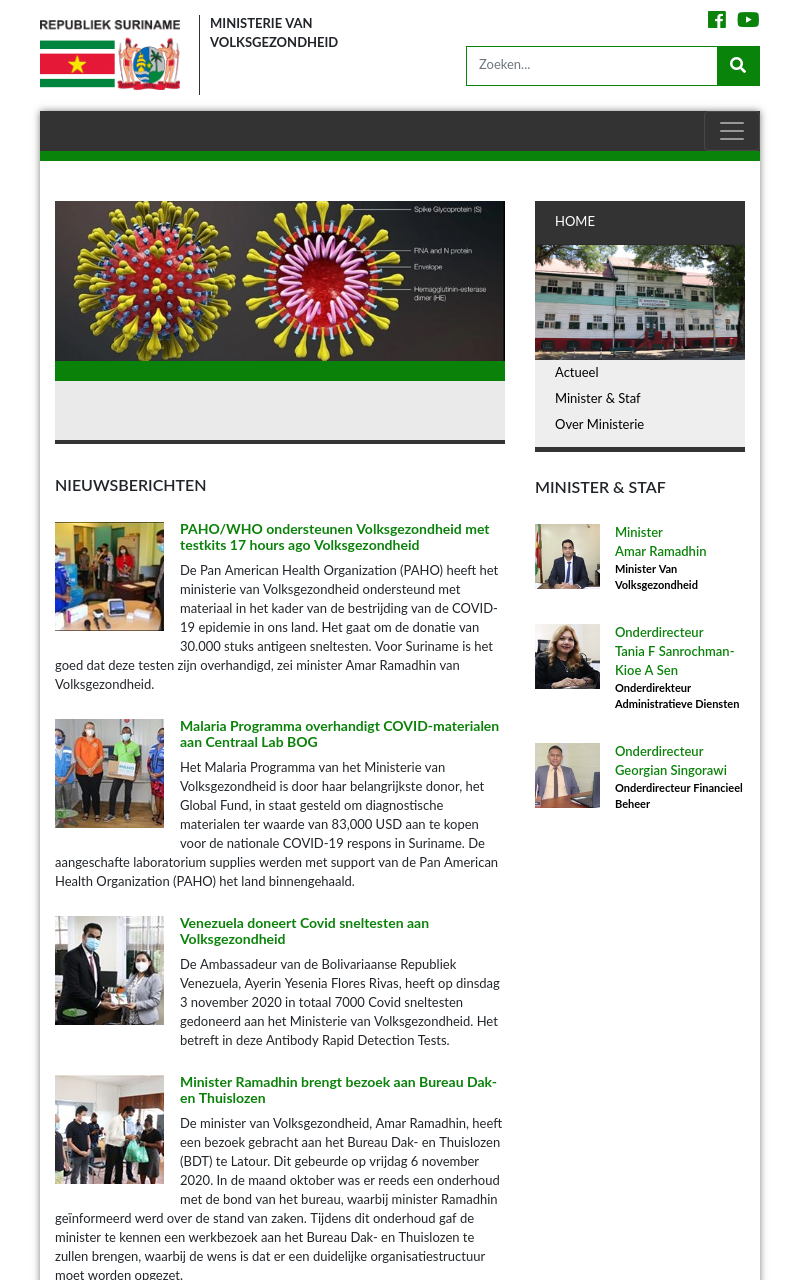 REPUBLIEK SURINAME
MINISTERIE VAN
VOLKSGEZONDHEID
Zoeken...
Spike Glycoprotein (S)
RNA and N protein
Envelope
Hemagglutinin-esterase
dimer (HE)
HOME
Actueel
Minister & Staf
Over Ministerie
NIEUWSBERICHTEN
PAHO/WHO ondersteunen Volksgezondheid met
testkits 17 hours ago Volksgezondheid
De Pan American Health Organization (PAHO) heeft het
ministerie van Volksgezondheid ondersteund met
materiaal in het kader van de bestrijding van de COVID-
19 epidemie in ons land. Het gaat om de donatie van
30.000 stuks antigeen sneltesten. Voor Suriname is het
goed dat deze testen zijn overhandigd, zei minister Amar Ramadhin van
Volksgezondheid.
Malaria Programma overhandigt COVID-materialen
aan Centraal Lab BOG
Het Malaria Programma van het Ministerie van
Volksgezondheid is door haar belangrijkste donor, het
Global Fund, in staat gesteld om diagnostische
materialen ter waarde van 83,000 USD aan te kopen
voor de nationale COVID-19 respons in Suriname. De
aangeschafte laboratorium supplies werden met support van de Pan American
Health Organization (PAHO) het land binnengehaald.
Venezuela doneert Covid sneltesten aan
Volksgezondheid
De Ambassadeur van de Bolivariaanse Republiek
Venezuela, Ayerin Yesenia Flores Rivas, heeft op dinsdag
3 november 2020 in totaal 7000 Covid sneltesten
gedoneerd aan het Ministerie van Volksgezondheid. Het
betreft in deze Antibody Rapid Detection Tests.
Minister Ramadhin brengt bezoek aan Bureau Dak-
en Thuislozen
De minister van Volksgezondheid, Amar Ramadhin, heeft
een bezoek gebracht aan het Bureau Dak- en Thuislozen
(BDT) te Latour. Dit gebeurde op vrijdag 6 november
2020. In de maand oktober was er reeds een onderhoud
met de bond van het bureau, waarbij minister Ramadhin
geïnformeerd werd over de stand van zaken. Tijdens dit onderhoud gaf de
minister te kennen een werkbezoek aan het Bureau Dak- en Thuislozen te
zullen brengen, waarbij de wens is dat er een duidelijke organisatiestructuur
moet worden opgezet.
MINISTER & STAF
Minister
Amar Ramadhin
Minister Van
Volksgezondheid
Onderdirecteur
Tania F Sanrochman-
Kioe A Sen
Onderdirekteur
Administratieve Diensten
Onderdirecteur
Georgian Singorawi
Onderdirecteur Financieel
Beheer